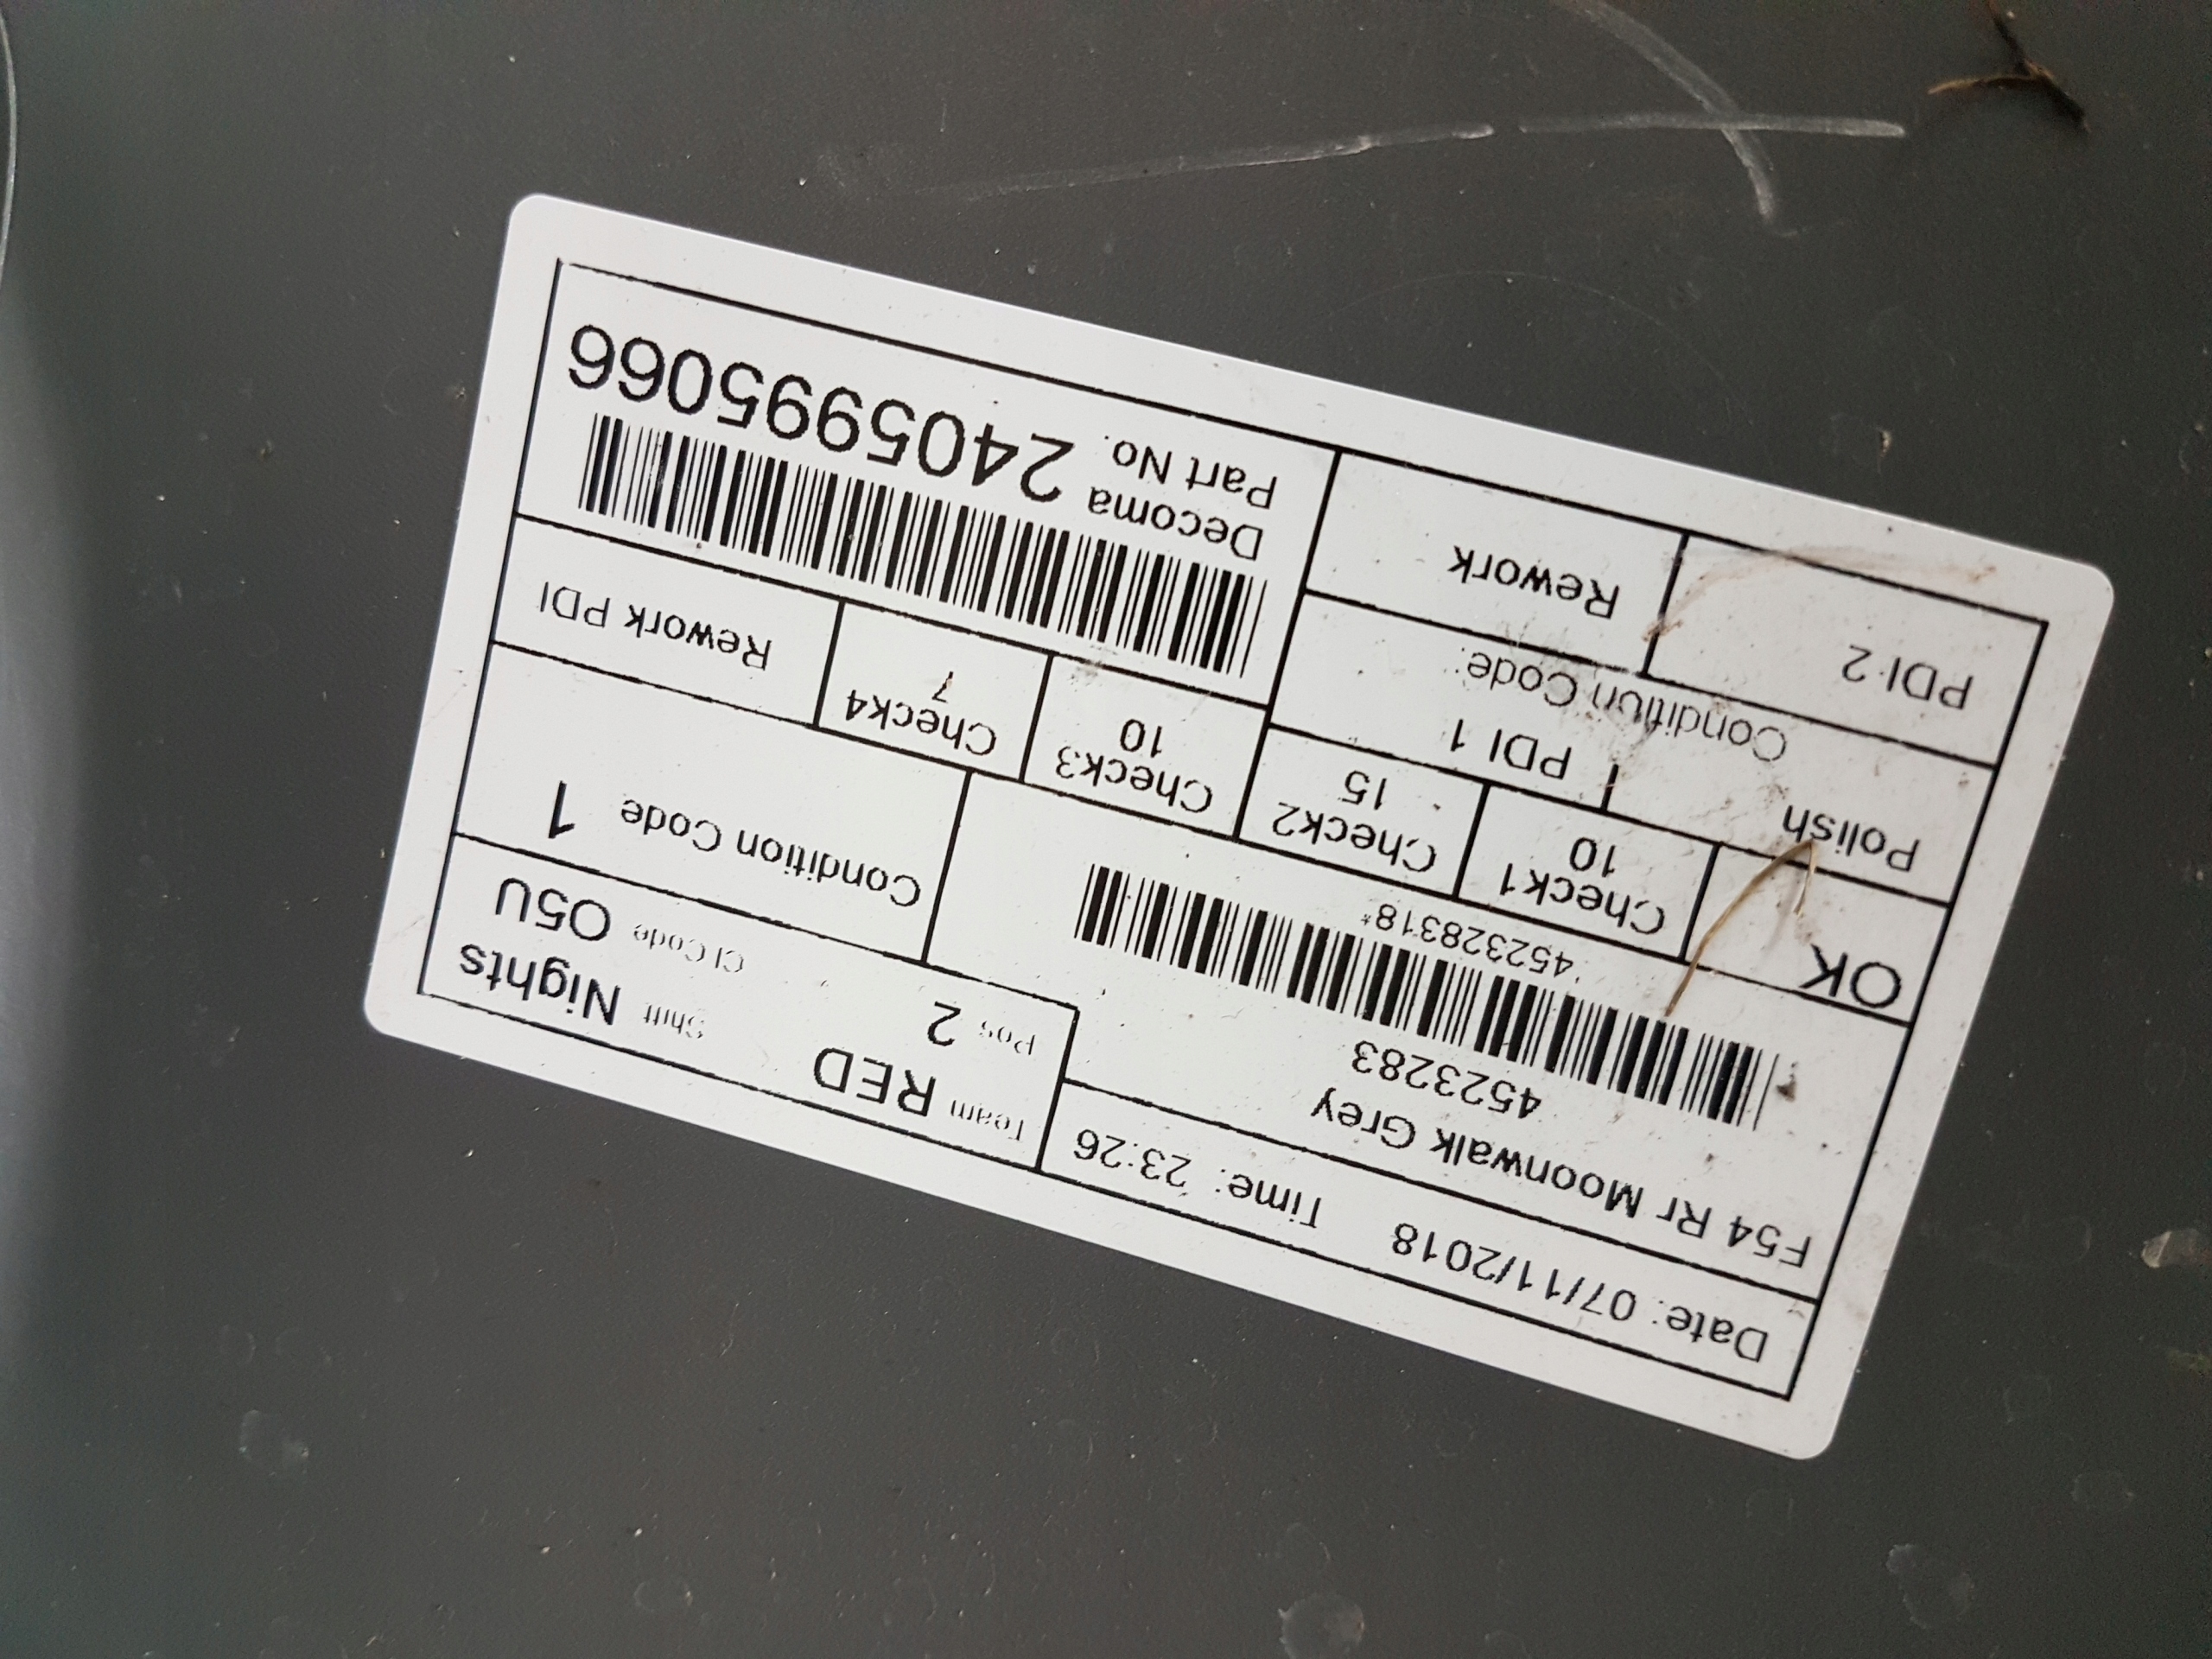 Date: 07/11/2018 Time: 23:26
Team RED Shift Nights
Pos 2 CI Code O5U
F54 Rr Moonwalk Grey
4523283
*452328318*
Condition Code 1
OK Check1 10 Check2 15 Check3 10 Check4 7 Rework PDI
Polish PDI 1
Condition Code:
PDI 2 Rework
Decoma
Part No. 2405995066